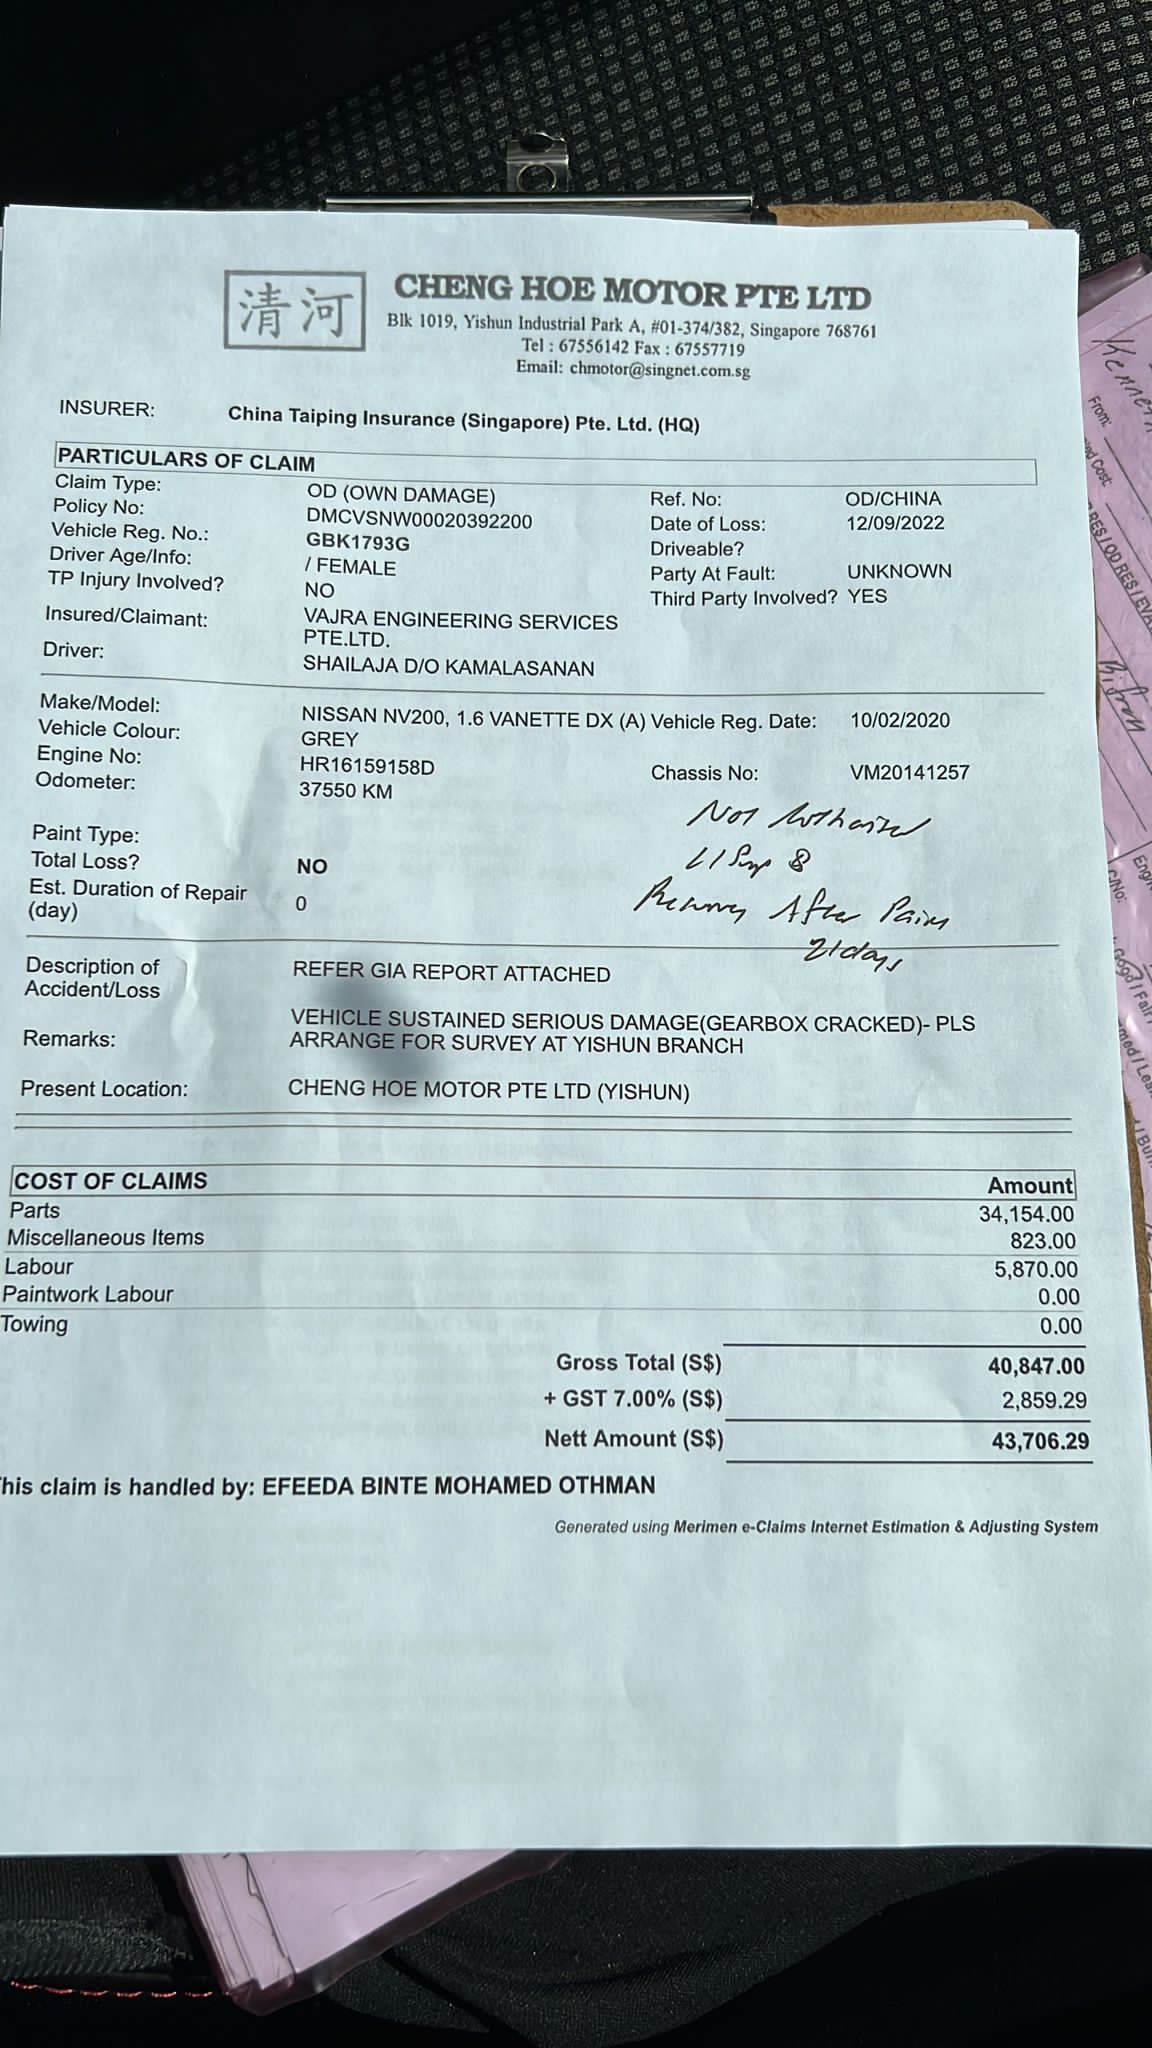 清河
CHENG HOE MOTOR PTE LTD
Blk 1019, Yishun Industrial Park A, #01-374/382, Singapore 768761
Tel : 67556142 Fax : 67557719
Email: chmotor@singnet.com.sg
INSURER: China Taiping Insurance (Singapore) Pte. Ltd. (HQ)
PARTICULARS OF CLAIM
Claim Type: OD (OWN DAMAGE) Ref. No: OD/CHINA
Policy No: DMCVSNW00020392200 Date of Loss: 12/09/2022
Vehicle Reg. No.: GBK1793G Driveable?
Driver Age/Info: / FEMALE Party At Fault: UNKNOWN
TP Injury Involved? NO Third Party Involved? YES
Insured/Claimant: VAJRA ENGINEERING SERVICES
PTE.LTD.
Driver: SHAILAJA D/O KAMALASANAN
Make/Model: NISSAN NV200, 1.6 VANETTE DX (A) Vehicle Reg. Date: 10/02/2020
Vehicle Colour: GREY
Engine No: HR16159158D Chassis No: VM20141257
Odometer: 37550 KM
Not Authorised
Paint Type:
Total Loss? NO
Est. Duration of Repair
(day) 0
After
21days
Description of
Accident/Loss REFER GIA REPORT ATTACHED
Remarks: VEHICLE SUSTAINED SERIOUS DAMAGE(GEARBOX CRACKED)- PLS
ARRANGE FOR SURVEY AT YISHUN BRANCH
Present Location: CHENG HOE MOTOR PTE LTD (YISHUN)
COST OF CLAIMS Amount
Parts 34,154.00
Miscellaneous Items 823.00
Labour 5,870.00
Paintwork Labour 0.00
Towing 0.00
Gross Total (S$) 40,847.00
+ GST 7.00% (S$) 2,859.29
Nett Amount (S$) 43,706.29
his claim is handled by: EFEEDA BINTE MOHAMED OTHMAN
Generated using Merimen e-Claims Internet Estimation & Adjusting System
Kenneth
From:
Cost: